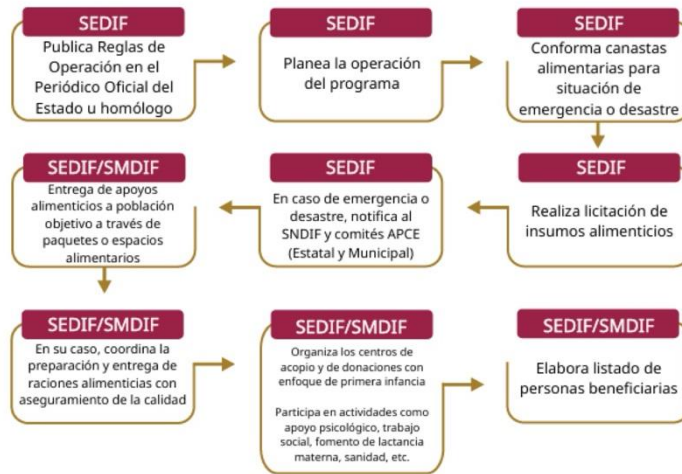 SEDIF
Publica Reglas de
Operación en el
Periódico Oficial del
Estado u homólogo
SEDIF
Planea la operación
del programa
SEDIF
Conforma canastas
alimentarias para
situación de
emergencia o desastre
SEDIF
Realiza licitación de
insumos alimenticios
SEDIF
En caso de emergencia o
desastre, notifica al
SNDIF y comités APCE
(Estatal y Municipal)
SEDIF/SMDIF
Entrega de apoyos
alimenticios a población
objetivo a través de
paquetes o espacios
alimentarios
SEDIF/SMDIF
En su caso, coordina la
preparación y entrega de
raciones alimenticias con
aseguramiento de la calidad
SEDIF/SMDIF
Organiza los centros de
acopio y de donaciones con
enfoque de primera infancia
Participa en actividades como
apoyo psicológico, trabajo
social, fomento de lactancia
materna, sanidad, etc.
SEDIF/SMDIF
Elabora listado de
personas beneficiarias